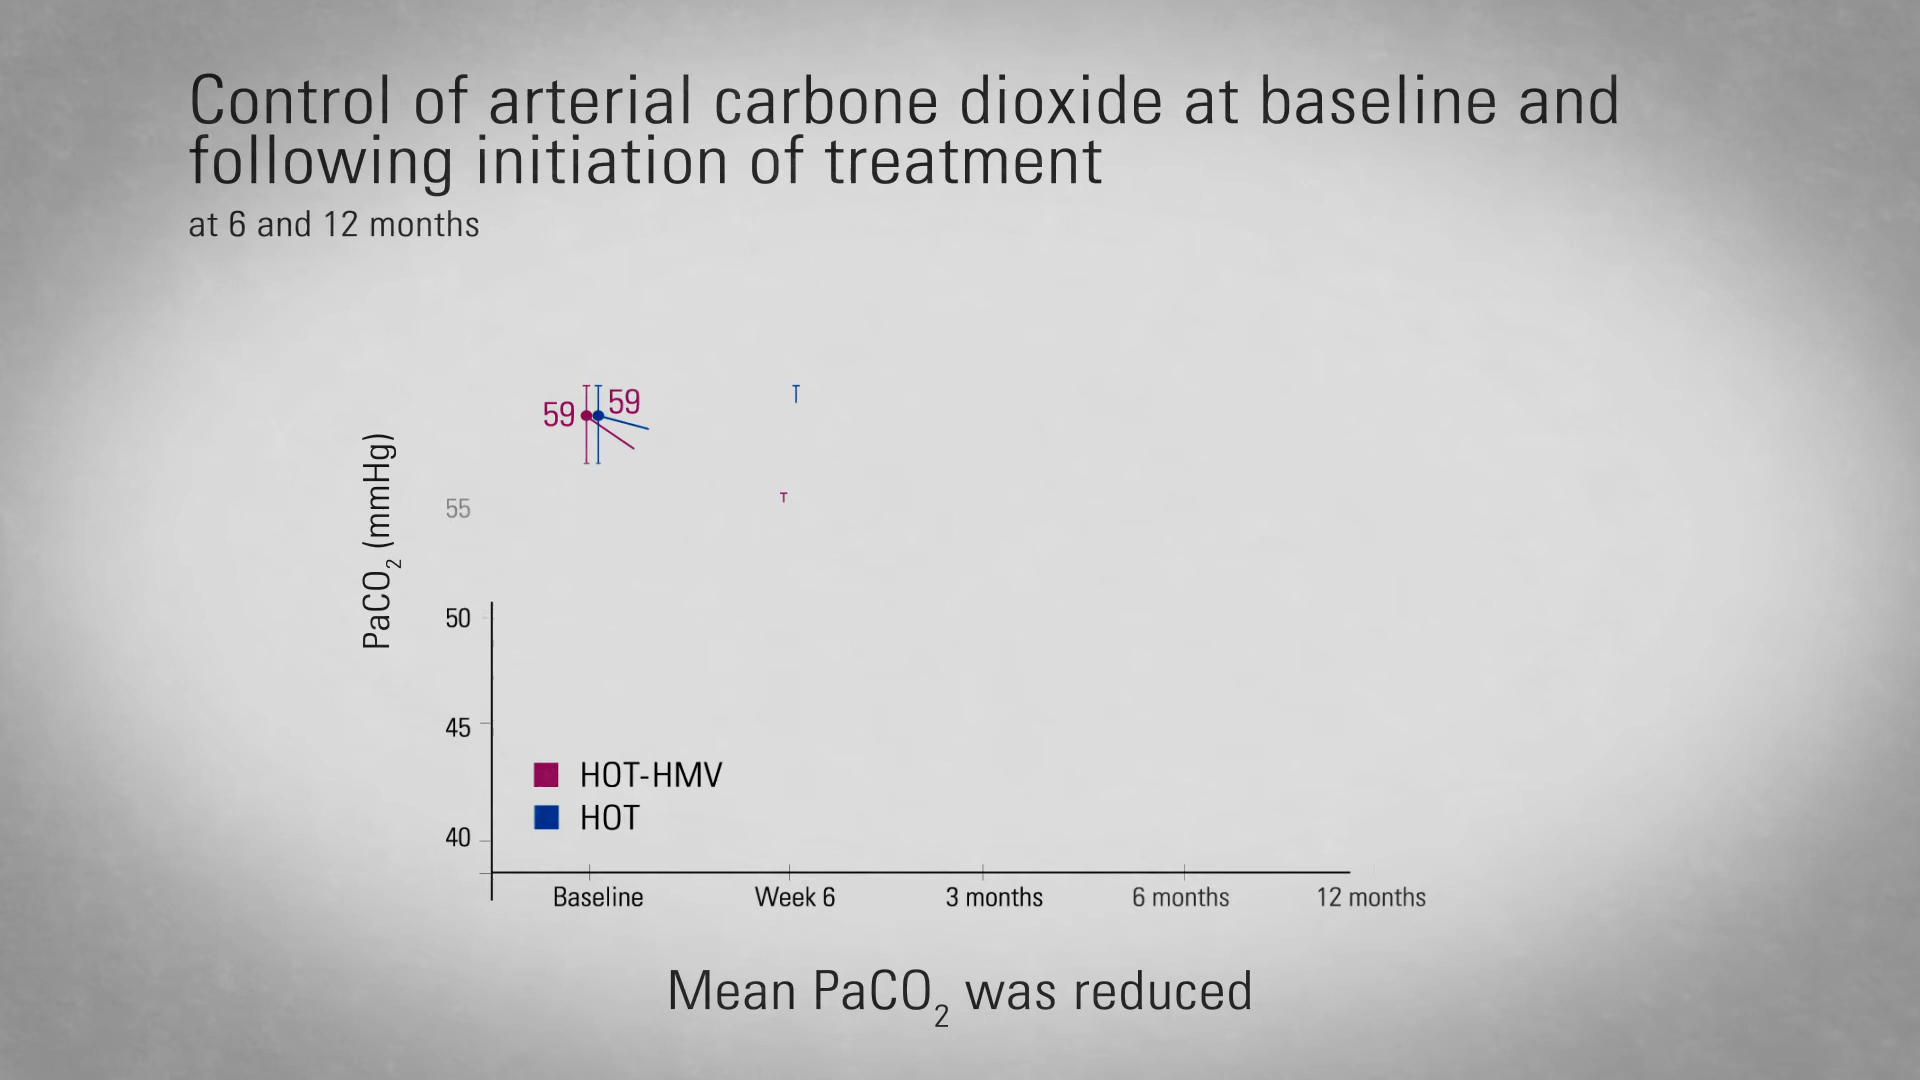 Control of arterial carbone dioxide at baseline and
following initiation of treatment
at 6 and 12 months
59
59
PaCO₂ (mmHg)
55
50
45
40
HOT-HMV
HOT
Baseline
Week 6
3 months
6 months
12 months
Mean PaCO₂ was reduced